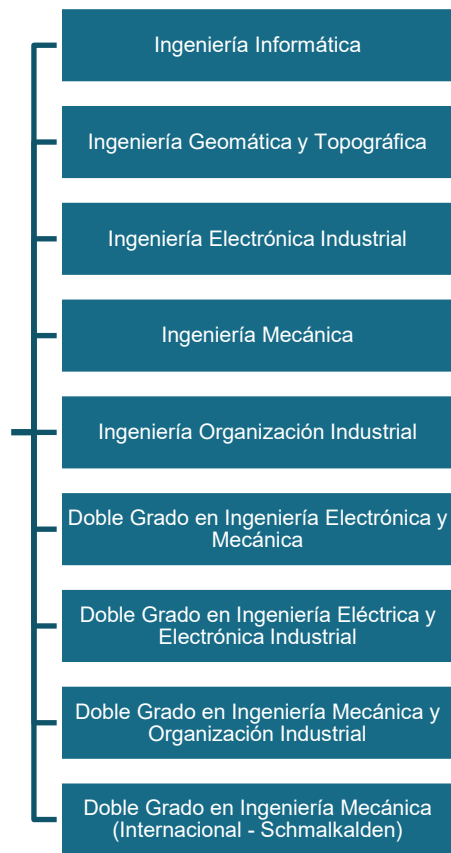 Ingeniería Informática
Ingeniería Geomática y Topográfica
Ingeniería Electrónica Industrial
Ingeniería Mecánica
Ingeniería Organización Industrial
Doble Grado en Ingeniería Electrónica y
Mecánica
Doble Grado en Ingeniería Eléctrica y
Electrónica Industrial
Doble Grado en Ingeniería Mecánica y
Organización Industrial
Doble Grado en Ingeniería Mecánica
(Internacional - Schmalkalden)